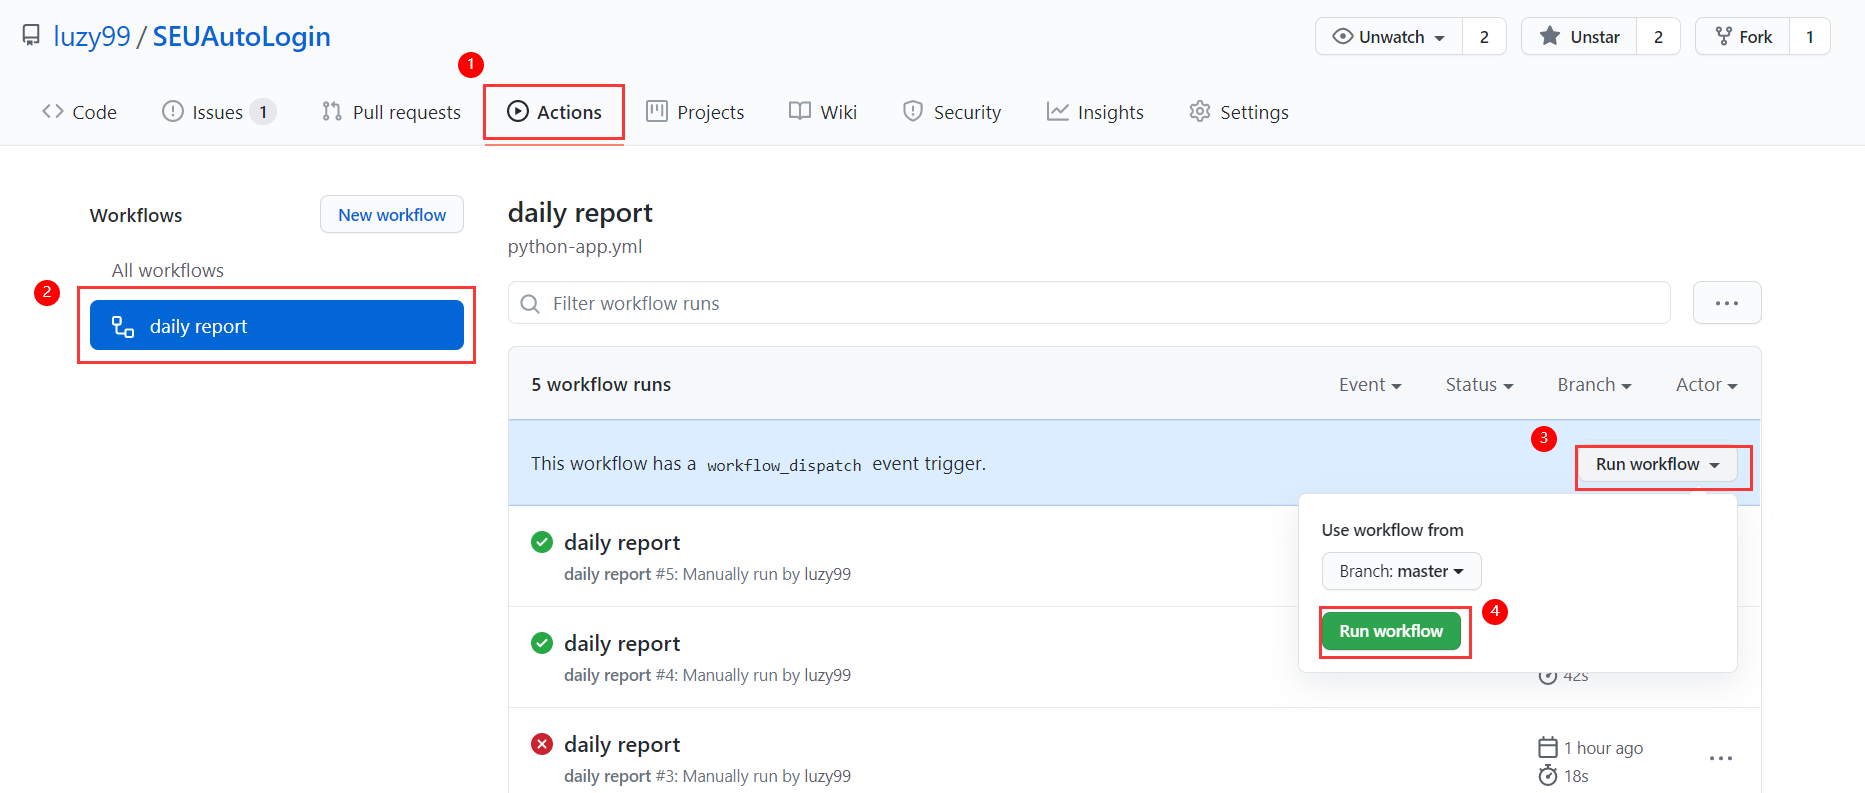 luzy99 / SEUAutoLogin
Unwatch 2
Unstar 2
Fork 1
1
Code Issues 1 Pull requests Actions Projects Wiki Security Insights Settings
Workflows
New workflow
All workflows
2
daily report
daily report
python-app.yml
Filter workflow runs
5 workflow runs
Event Status Branch Actor
This workflow has a workflow_dispatch event trigger.
3
Run workflow
Use workflow from
Branch: master
Run workflow
4
daily report
daily report #5: Manually run by luzy99
daily report
daily report #4: Manually run by luzy99
42s
daily report
daily report #3: Manually run by luzy99
1 hour ago
18s